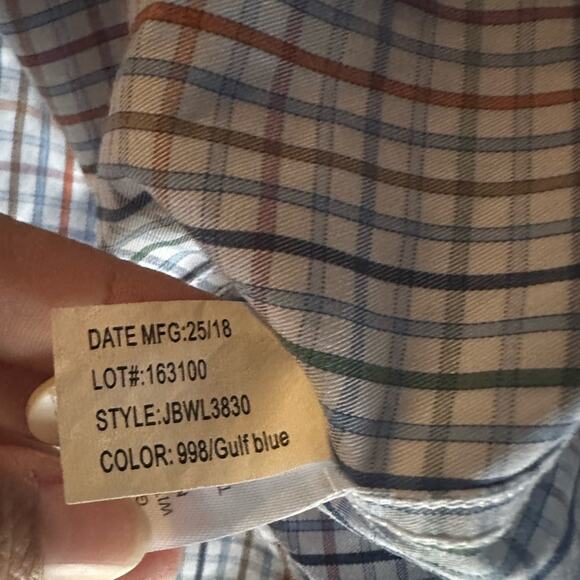 DATE MFG:25/18
LOT#:163100
STYLE:JBWL3830
COLOR: 998/Gulf blue